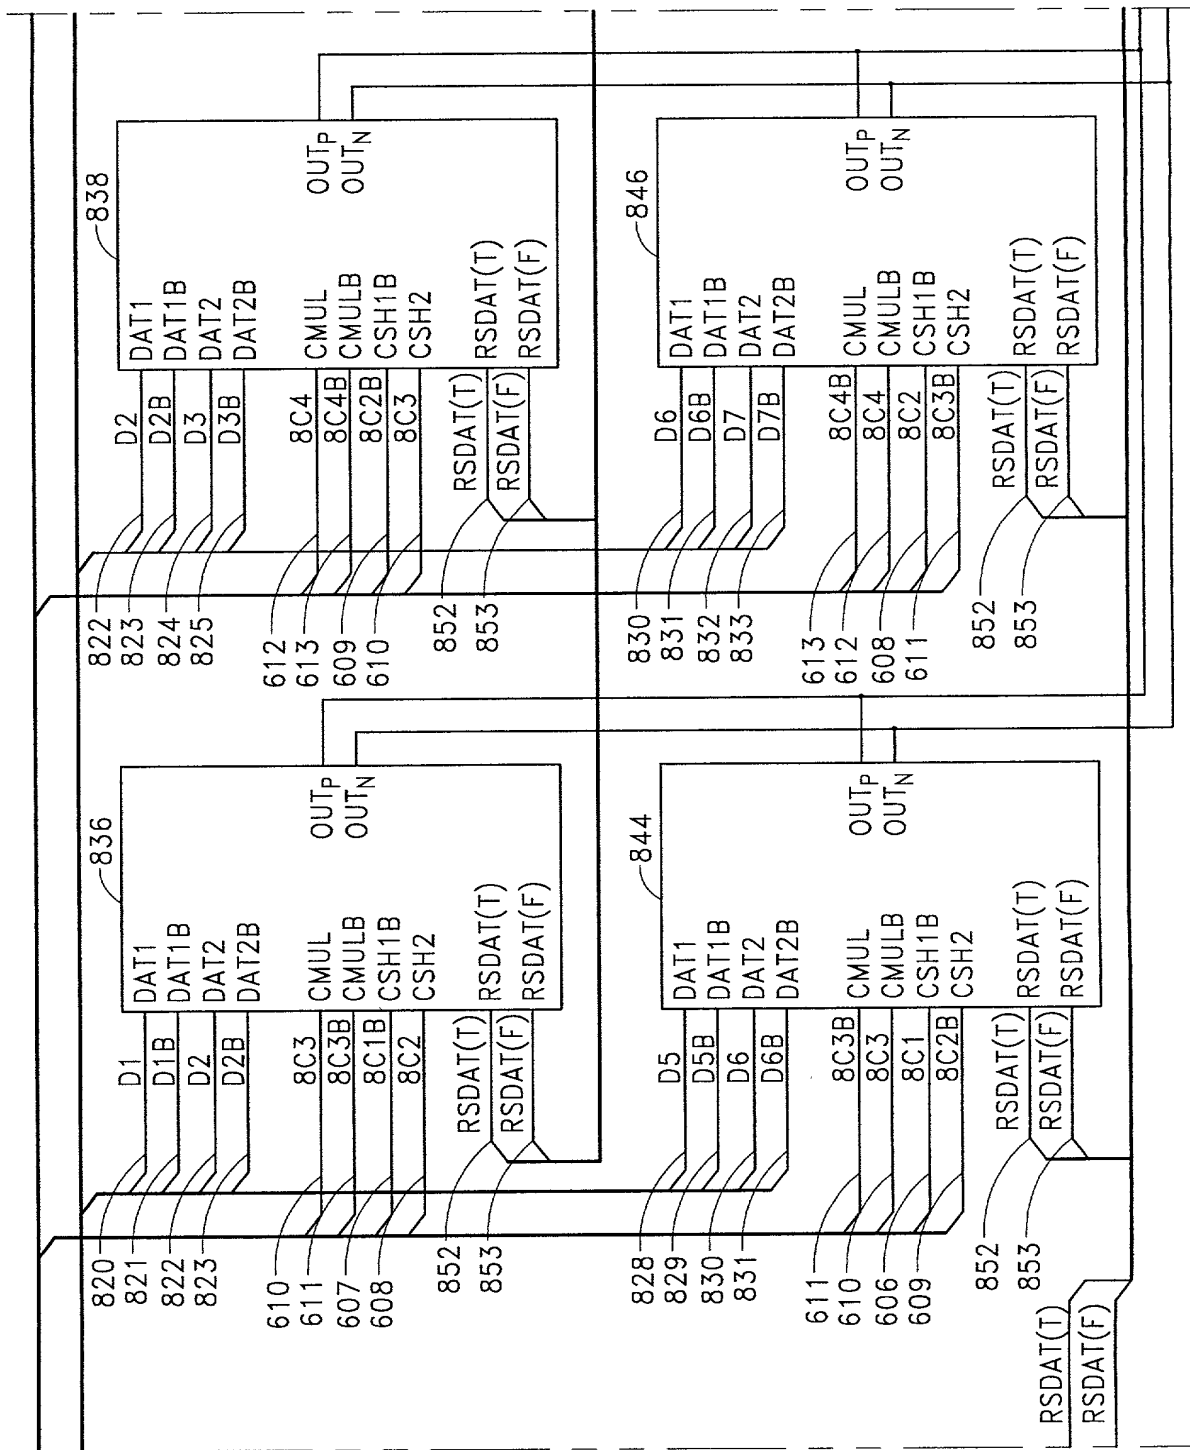 838
D2 DAT1
D2B DAT1B
D3 DAT2
D3B DAT2B
8C4 CMUL
8C4B CMULB
8C2B CSH1B
8C3 CSH2
RSDAT(T) RSDAT(T)
RSDAT(F) RSDAT(F)
OUTP
OUTN
822
823
824
825
612
613
609
610
852
853
846
D6 DAT1
D6B DAT1B
D7 DAT2
D7B DAT2B
8C4B CMUL
8C4 CMULB
8C2 CSH1B
8C3B CSH2
RSDAT(T) RSDAT(T)
RSDAT(F) RSDAT(F)
OUTP
OUTN
830
831
832
833
613
612
608
611
852
853
836
D1 DAT1
D1B DAT1B
D2 DAT2
D2B DAT2B
8C3 CMUL
8C3B CMULB
8C1B CSH1B
8C2 CSH2
RSDAT(T) RSDAT(T)
RSDAT(F) RSDAT(F)
OUTP
OUTN
820
821
822
823
610
611
607
608
852
853
844
D5 DAT1
D5B DAT1B
D6 DAT2
D6B DAT2B
8C3B CMUL
8C3 CMULB
8C1 CSH1B
8C2B CSH2
RSDAT(T) RSDAT(T)
RSDAT(F) RSDAT(F)
OUTP
OUTN
828
829
830
831
611
610
606
609
852
853
RSDAT(T)
RSDAT(F)